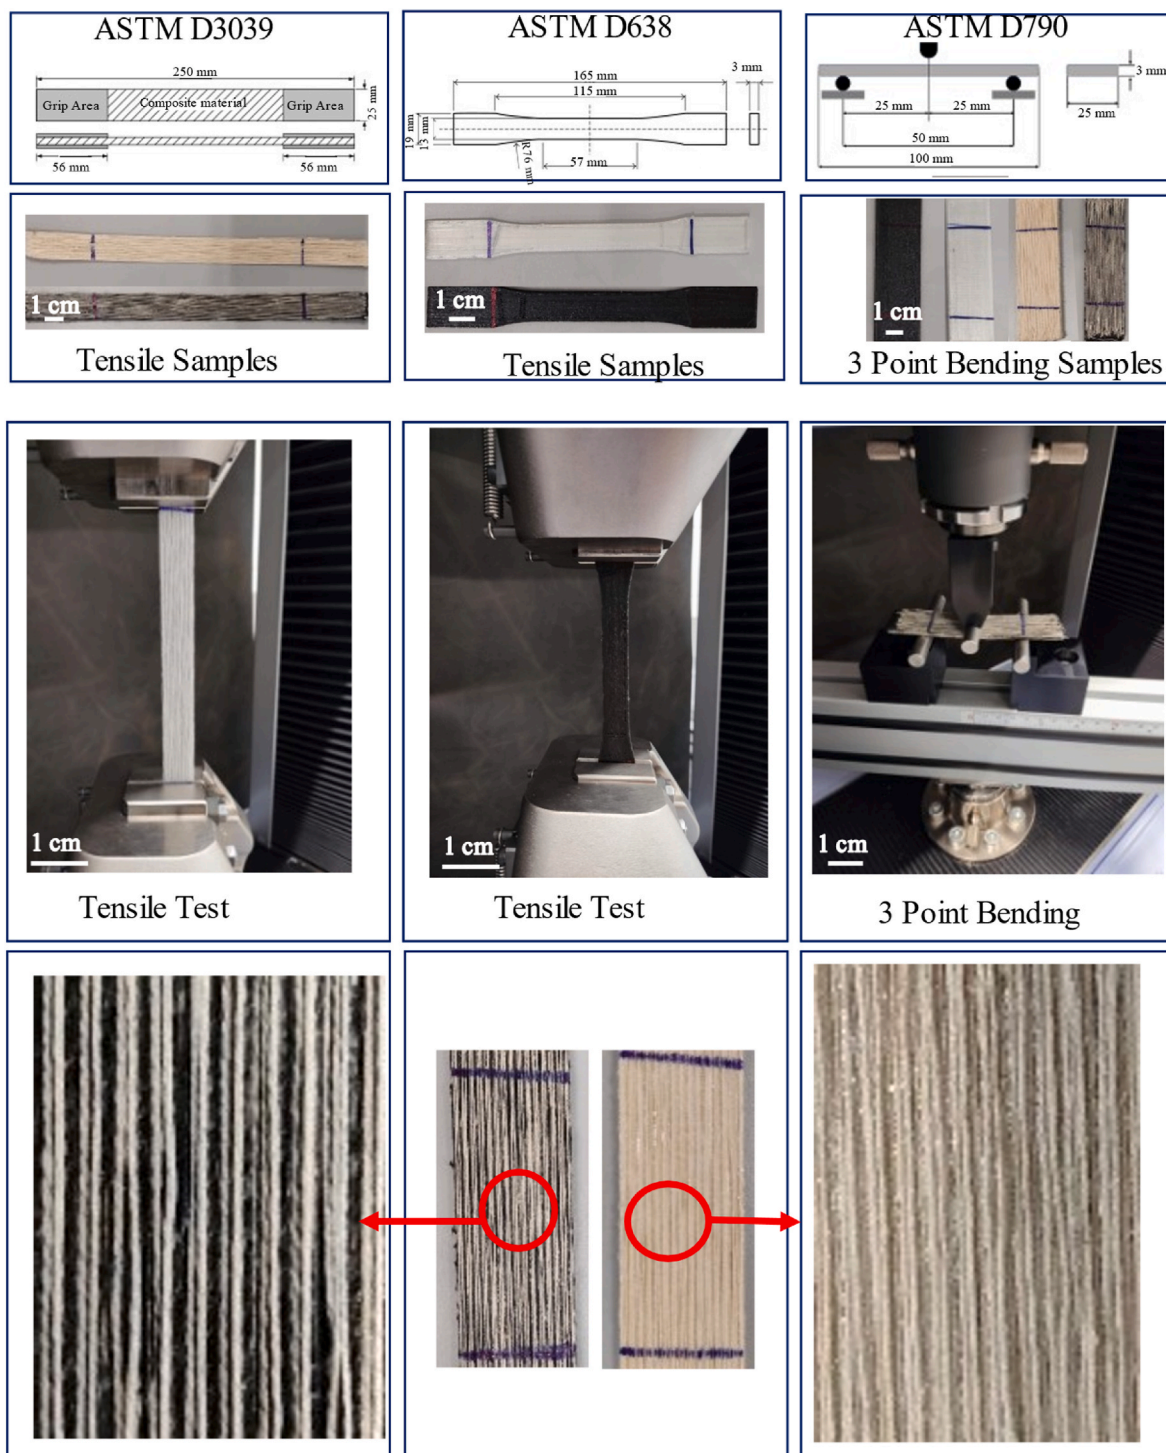 ASTM D3039
250 mm
Grip Area
Composite material
Grip Area
25 mm
56 mm
56 mm
ASTM D638
165 mm
3 mm
115 mm
19 mm
13 mm
R76 mm
57 mm
ASTM D790
3 mm
25 mm
25 mm
25 mm
50 mm
100 mm
1 cm
Tensile Samples
1 cm
Tensile Samples
1 cm
3 Point Bending Samples
1 cm
Tensile Test
1 cm
Tensile Test
1 cm
3 Point Bending